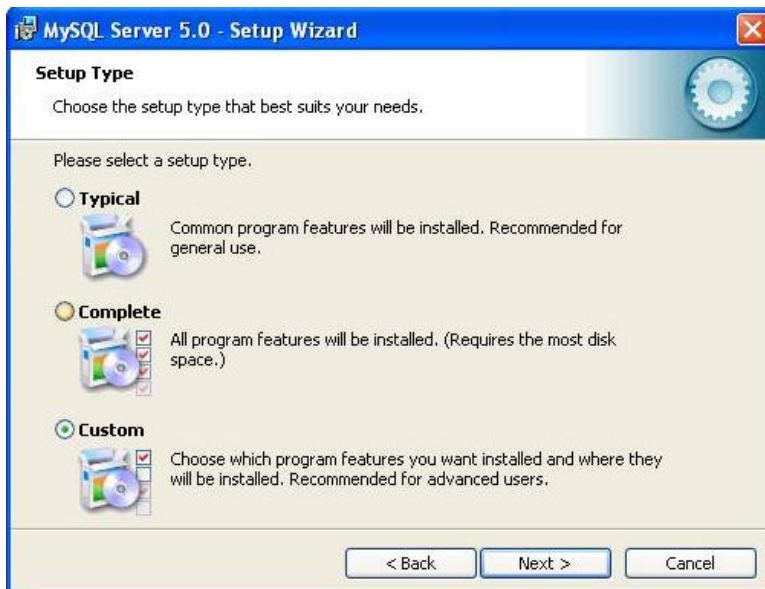 MySQL Server 5.0 - Setup Wizard
Setup Type
Choose the setup type that best suits your needs.
Please select a setup type.
Typical
Common program features will be installed. Recommended for
general use.
Complete
All program features will be installed. (Requires the most disk
space.)
Custom
Choose which program features you want installed and where they
will be installed. Recommended for advanced users.
< Back
Next >
Cancel